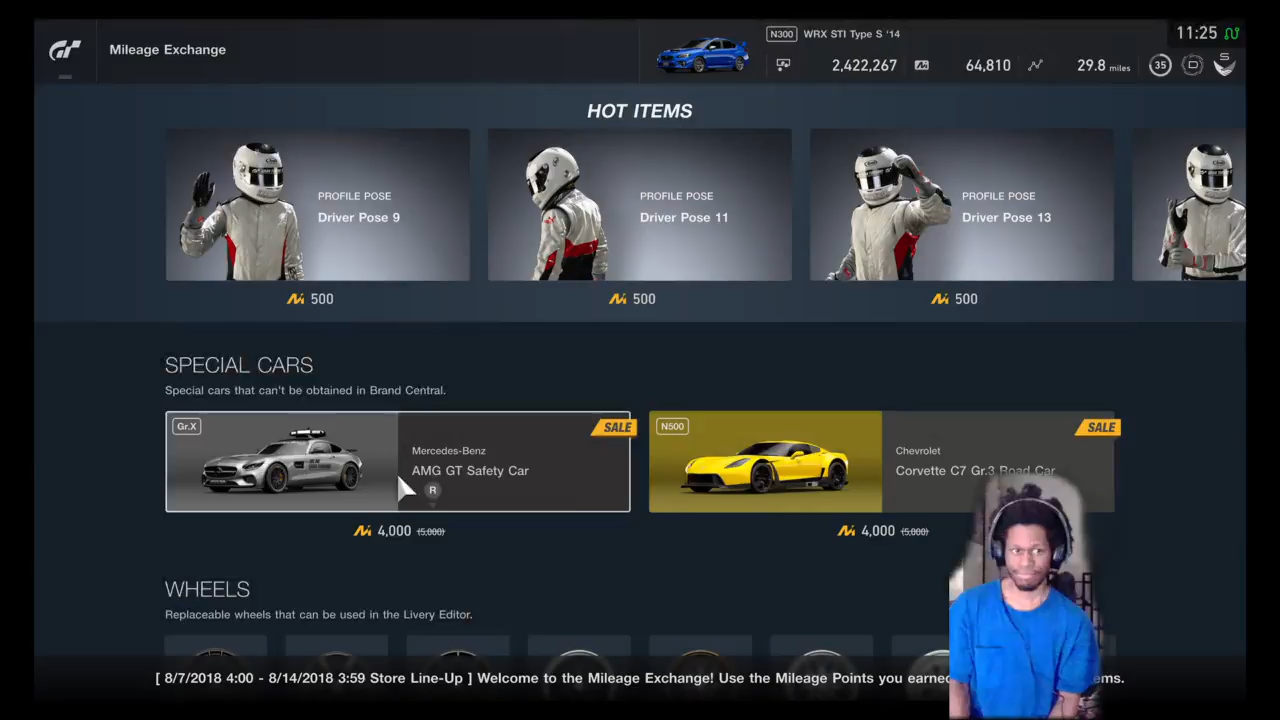 Mileage Exchange
N300 WRX STI Type S '14
11:25
2,422,267 64,810 29.8 miles 35 S
HOT ITEMS
PROFILE POSE
Driver Pose 9
500
PROFILE POSE
Driver Pose 11
500
PROFILE POSE
Driver Pose 13
500
SPECIAL CARS
Special cars that can't be obtained in Brand Central.
Gr.X
SALE
Mercedes-Benz
AMG GT Safety Car
R
4,000 (5,000)
N500
SALE
Chevrolet
Corvette C7 Gr.3 Road Car
4,000 (5,000)
WHEELS
Replaceable wheels that can be used in the Livery Editor.
[ 8/7/2018 4:00 - 8/14/2018 3:59 Store Line-Up ] Welcome to the Mileage Exchange! Use the Mileage Points you earne